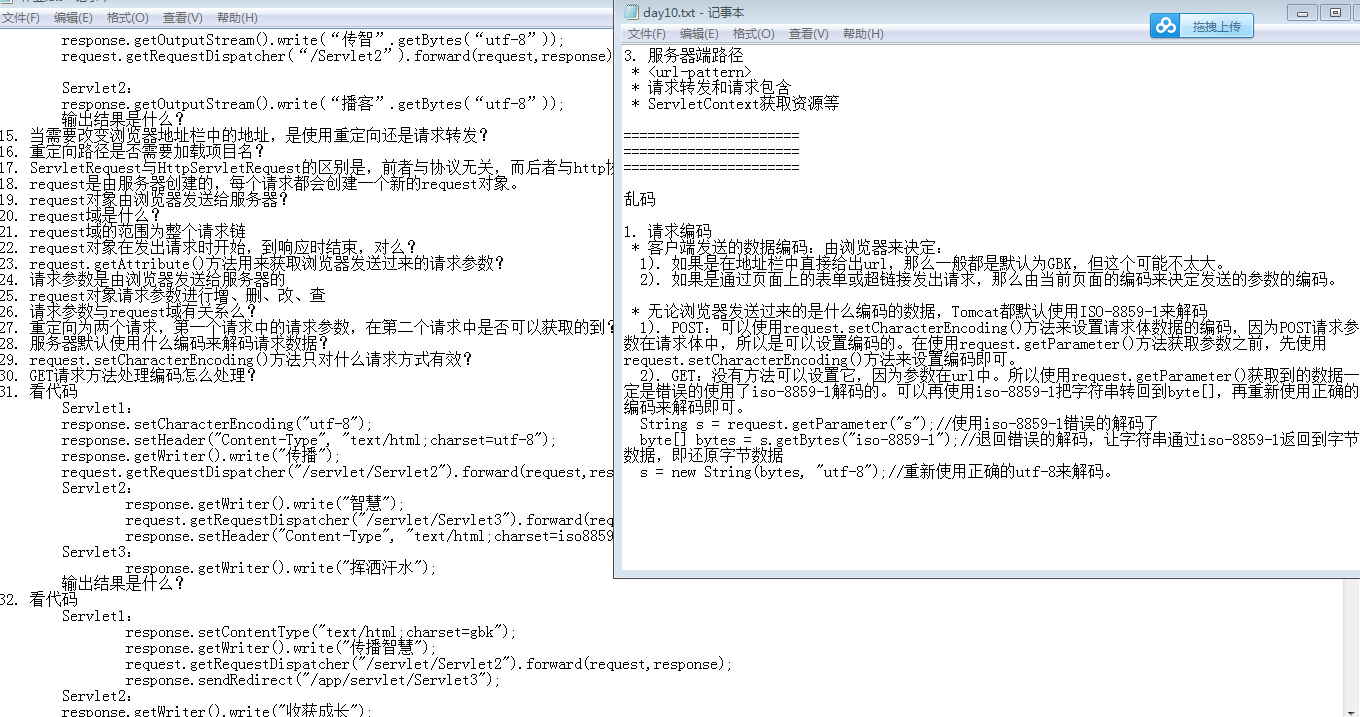 文件(F) 编辑(E) 格式(O) 查看(V) 帮助(H)
response.getOutputStream().write(“传智”.getBytes(“utf-8”));
request.getRequestDispatcher(“/Servlet2”).forward(request,response)
Servlet2:
response.getOutputStream().write(“播客”.getBytes(“utf-8”));
输出结果是什么?
15. 当需要改变浏览器地址栏中的地址，是使用重定向还是请求转发?
16. 重定向路径是否需要加载项目名?
17. ServletRequest与HttpServletRequest的区别是，前者与协议无关，而后者与http协
18. request是由服务器创建的，每个请求都会创建一个新的request对象。
19. request对象由浏览器发送给服务器?
20. request域是什么?
21. request域的范围为整个请求链
22. request对象在发出请求时开始，到响应时结束，对么?
23. request.getAttribute()方法用来获取浏览器发送过来的请求参数?
24. 请求参数是由浏览器发送给服务器的
25. request对象请求参数进行增、删、改、查
26. 请求参数与request域有关系么?
27. 重定向为两个请求，第一个请求中的请求参数，在第二个请求中是否可以获取的到?
28. 服务器默认使用什么编码来解码请求数据?
29. request.setCharacterEncoding()方法只对什么请求方式有效?
30. GET请求方法处理编码怎么处理?
31. 看代码
Servlet1:
request.setCharacterEncoding("utf-8");
response.setHeader("Content-Type", "text/html;charset=utf-8");
response.getWriter().write("传播");
request.getRequestDispatcher("/servlet/Servlet2").forward(request,res
Servlet2:
response.getWriter().write("智慧");
request.getRequestDispatcher("/servlet/Servlet3").forward(req
response.setHeader("Content-Type", "text/html;charset=iso8859
Servlet3:
response.getWriter().write("挥洒汗水");
输出结果是什么?
32. 看代码
Servlet1:
response.setContentType("text/html;charset=gbk");
response.getWriter().write("传播智慧");
request.getRequestDispatcher("/servlet/Servlet2").forward(request,response);
response.sendRedirect("/app/servlet/Servlet3");
Servlet2:
response.getWriter().write("收获成长");
day10.txt - 记事本
拖拽上传
文件(F) 编辑(E) 格式(O) 查看(V) 帮助(H)
3. 服务器端路径
* <url-pattern>
* 请求转发和请求包含
* ServletContext获取资源等
======================
======================
======================
乱码
1. 请求编码
* 客户端发送的数据编码：由浏览器来决定：
1). 如果是在地址栏中直接给出url，那么一般都是默认为GBK，但这个可能不太大。
2). 如果是通过页面上的表单或超链接发出请求，那么由当前页面的编码来决定发送的参数的编码。
* 无论浏览器发送过来的是什么编码的数据，Tomcat都默认使用ISO-8859-1来解码
1). POST：可以使用request.setCharacterEncoding()方法来设置请求体数据的编码，因为POST请求参
数在请求体中，所以是可以设置编码的。在使用request.getParameter()方法获取参数之前，先使用
request.setCharacterEncoding()方法来设置编码即可。
2). GET：没有方法可以设置它，因为参数在url中。所以使用request.getParameter()获取到的数据一
定是错误的使用了iso-8859-1解码的。可以再使用iso-8859-1把字符串转回到byte[]，再重新使用正确的
编码来解码即可。
String s = request.getParameter("s");//使用iso-8859-1错误的解码了
byte[] bytes = s.getBytes("iso-8859-1");//退回错误的解码，让字符串通过iso-8859-1返回到字节
数据，即还原字节数据
s = new String(bytes, "utf-8");//重新使用正确的utf-8来解码。